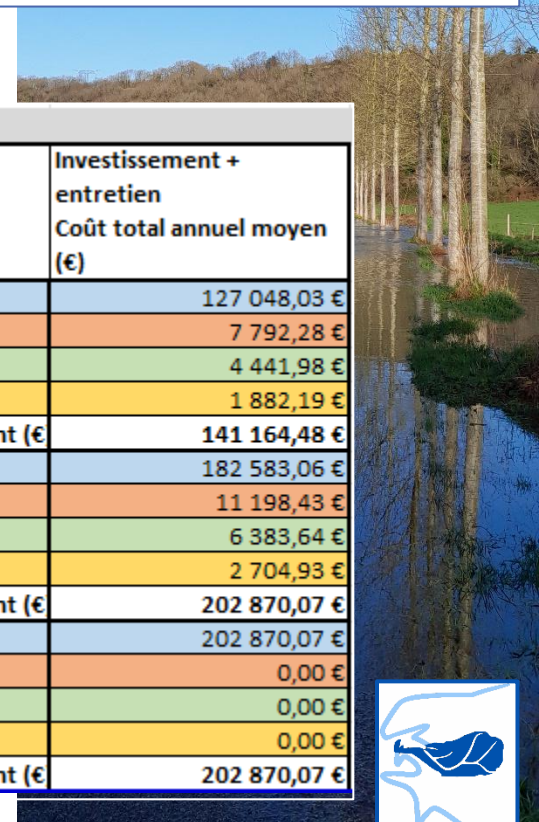 Investissement +
entretien
Coût total annuel moyen
(€)
127 048,03 €
7 792,28 €
4 441,98 €
1 882,19 €
nt (€ 141 164,48 €
182 583,06 €
11 198,43 €
6 383,64 €
2 704,93 €
nt (€ 202 870,07 €
202 870,07 €
0,00 €
0,00 €
0,00 €
nt (€ 202 870,07 €